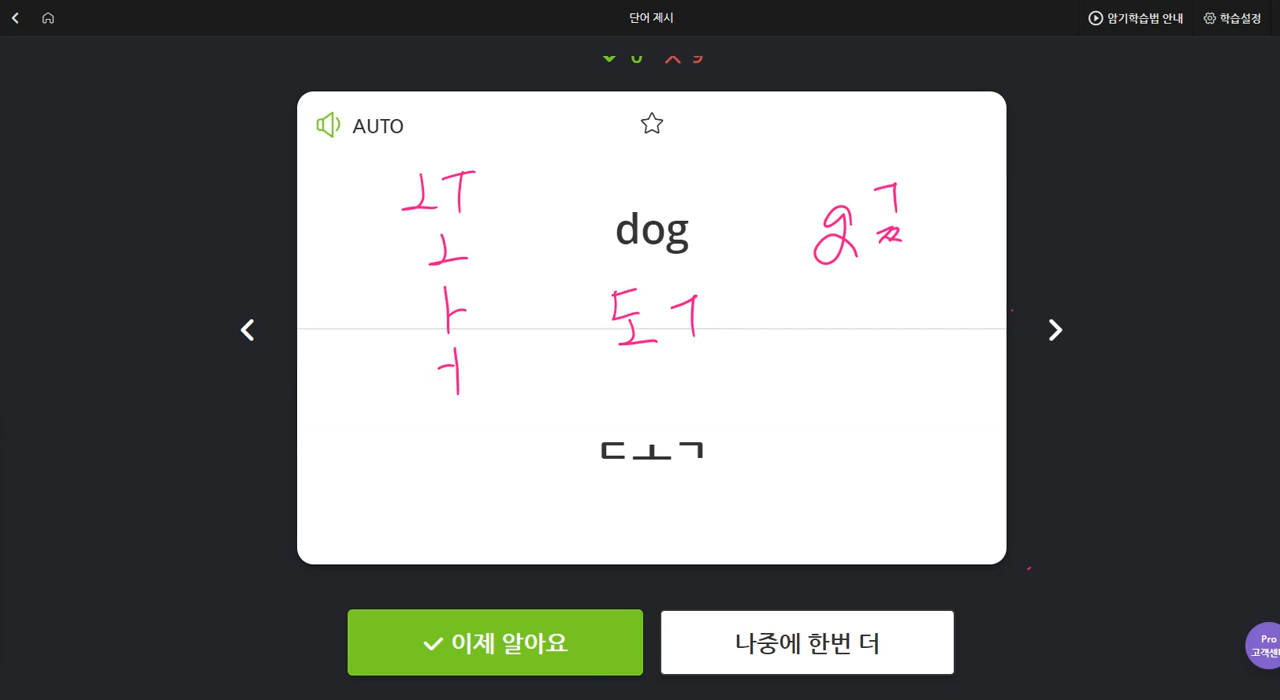 단어 제시
암기학습법 안내
학습설정
AUTO
ㅗㅜ
dog
ㄱ
ㅗ
ㅏ
도ㄱ
ㅓ
ㄷㅗㄱ
이제 알아요
나중에 한번 더
Pro